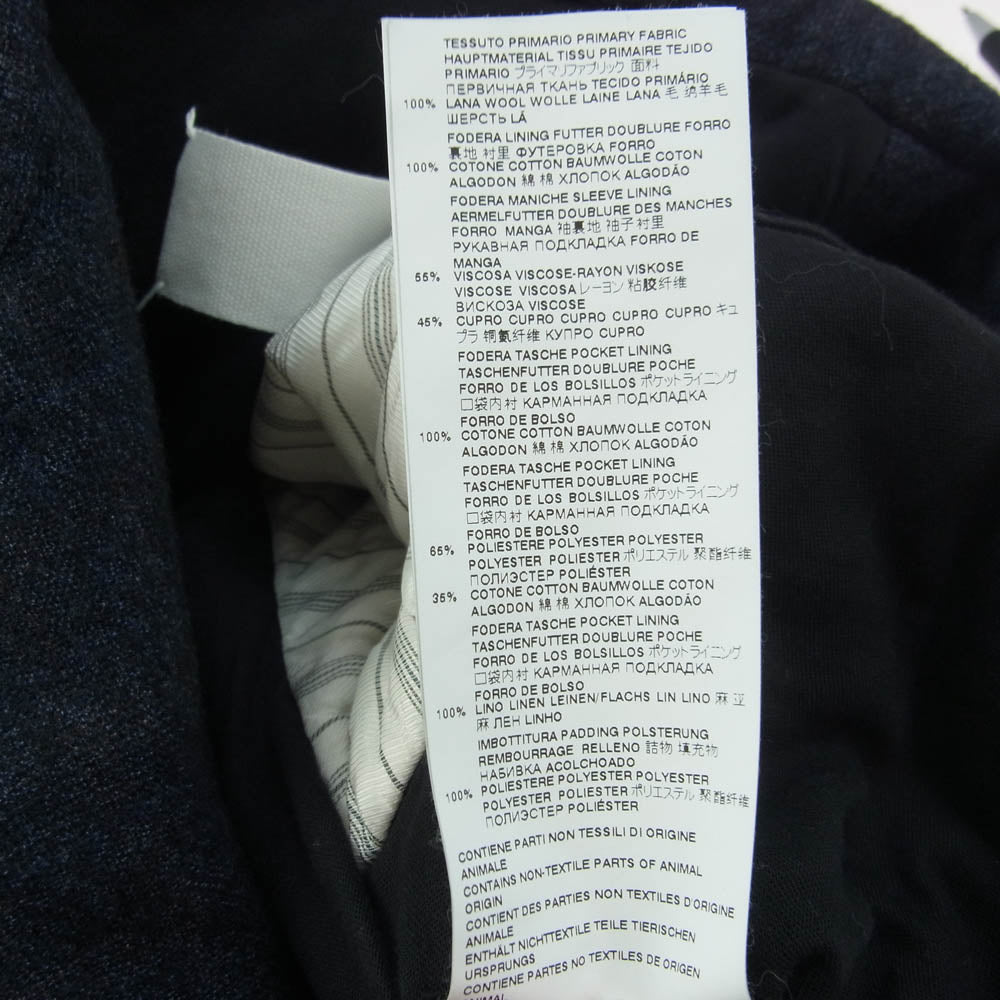 TESSUTO PRIMARIO PRIMARY FABRIC
HAUPTMATERIAL TISSU PRIMAIRE TEJIDO
PRIMARIO プライマリファブリック 面料
ПЕРВИЧНАЯ ТКАНЬ TECIDO PRIMÁRIO
100% LANA WOOL WOLLE LAINE LANA 毛 绵羊毛
ШЕРСТЬ LÃ
FODERA LINING FUTTER DOUBLURE FORRO
裏地 衬里 ФУТЕРОВКА FORRO
100% COTONE COTTON BAUMWOLLE COTON
ALGODON 綿 棉 ХЛОПОК ALGODÃO
FODERA MANICHE SLEEVE LINING
AERMELFUTTER DOUBLURE DES MANCHES
FORRO MANGA 袖裏地 袖子衬里
РУКАВНАЯ ПОДКЛАДКА FORRO DE
MANGA
55% VISCOSA VISCOSE-RAYON VISKOSE
VISCOSE VISCOSA レーヨン 粘胶纤维
ВИСКОЗА VISCOSE
45% CUPRO CUPRO CUPRO CUPRO CUPRO キュ
プラ 铜氨纤维 КУПРО CUPRO
FODERA TASCHE POCKET LINING
TASCHENFUTTER DOUBLURE POCHE
FORRO DE LOS BOLSILLOS ポケットライニング
口袋内衬 КАРМАННАЯ ПОДКЛАДКА
FORRO DE BOLSO
100% COTONE COTTON BAUMWOLLE COTON
ALGODON 綿 棉 ХЛОПОК ALGODÃO
FODERA TASCHE POCKET LINING
TASCHENFUTTER DOUBLURE POCHE
FORRO DE LOS BOLSILLOS ポケットライニング
口袋内衬 КАРМАННАЯ ПОДКЛАДКА
FORRO DE BOLSO
65% POLIESTERE POLYESTER POLYESTER
POLYESTER POLIESTER ポリエステル 聚酯纤维
ПОЛИЭСТЕР POLIÉSTER
35% COTONE COTTON BAUMWOLLE COTON
ALGODON 綿 棉 ХЛОПОК ALGODÃO
FODERA TASCHE POCKET LINING
TASCHENFUTTER DOUBLURE POCHE
FORRO DE LOS BOLSILLOS ポケットライニング
口袋内衬 КАРМАННАЯ ПОДКЛАДКА
FORRO DE BOLSO
100% LINO LINEN LEINEN/FLACHS LIN LINO 麻 亚
麻 ЛЕН LINHO
IMBOTTITURA PADDING POLSTERUNG
REMBOURRAGE RELLENO 詰物 填充物
НАБИВКА ACOLCHOADO
100% POLIESTERE POLYESTER POLYESTER
POLYESTER POLIESTER ポリエステル 聚酯纤维
ПОЛИЭСТЕР POLIÉSTER
CONTIENE PARTI NON TESSILI DI ORIGINE
ANIMALE
CONTAINS NON-TEXTILE PARTS OF ANIMAL
ORIGIN
CONTIENT DES PARTIES NON TEXTILES D'ORIGINE
ANIMALE
ENTHÄLT NICHTTEXTILE TEILE TIERISCHEN
URSPRUNGS
CONTIENE PARTES NO TEXTILES DE ORIGEN
ANIMAL